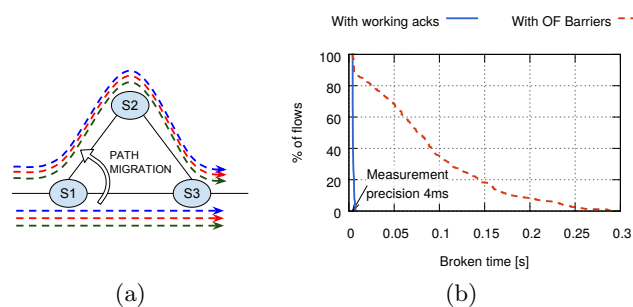 S2
PATH
MIGRATION
S1
S3
(a)
With working acks
With OF Barriers
100
80
60
40
20
0
% of flows
Measurement
precision 4ms
0
0.05
0.1
0.15
0.2
0.25
0.3
Broken time [s]
(b)